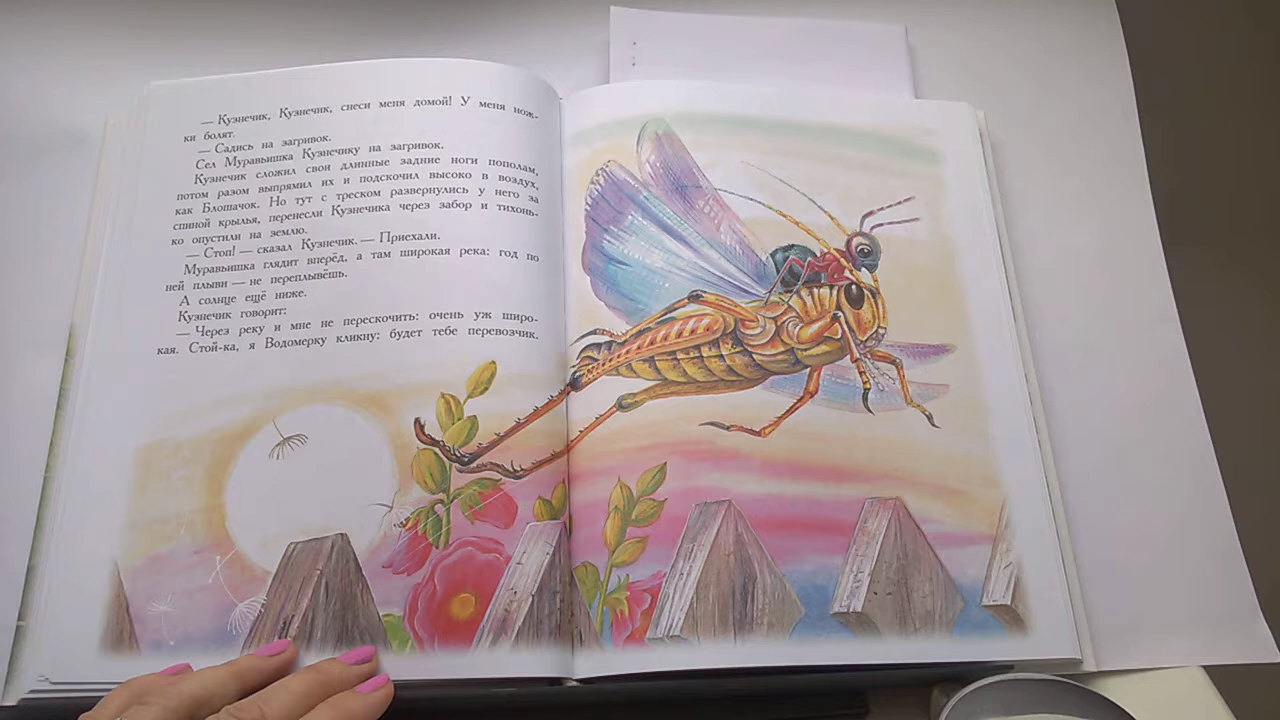 — Кузнечик, Кузнечик, снеси меня домой! У меня нож-
ки болят.
— Садись на загривок.
Сел Муравьишка Кузнечику на загривок.
Кузнечик сложил свои длинные задние ноги пополам,
потом разом выпрямил их и подскочил высоко в воздух,
как Блошачок. Но тут с треском развернулись у него за
спиной крылья, перенесли Кузнечика через забор и тихонь-
ко опустили на землю.
— Стоп! — сказал Кузнечик. — Приехали.
Муравьишка глядит вперёд, а там широкая река: год по
ней плыви — не переплывёшь.
А солнце ещё ниже.
Кузнечик говорит:
— Через реку и мне не перескочить: очень уж широ-
кая. Стой-ка, я Водомерку кликну: будет тебе перевозчик.